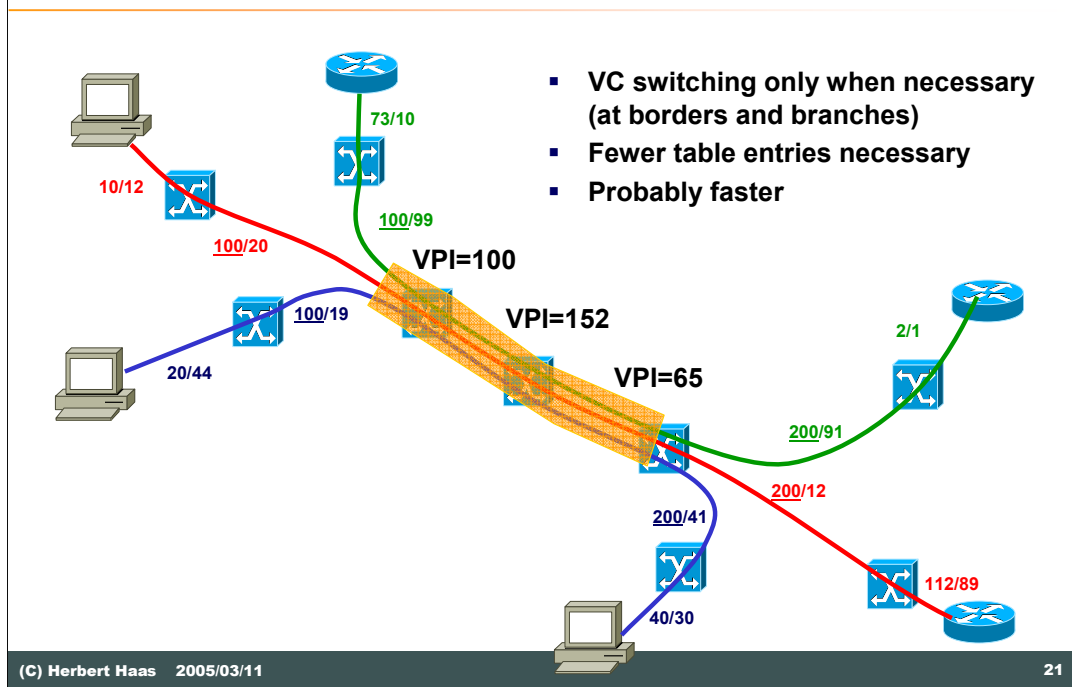 VC switching only when necessary
(at borders and branches)
Fewer table entries necessary
Probably faster
73/10
10/12
100/99
100/20
VPI=100
100/19
VPI=152
2/1
20/44
VPI=65
200/91
200/12
200/41
112/89
40/30
(C) Herbert Haas 2005/03/11
21